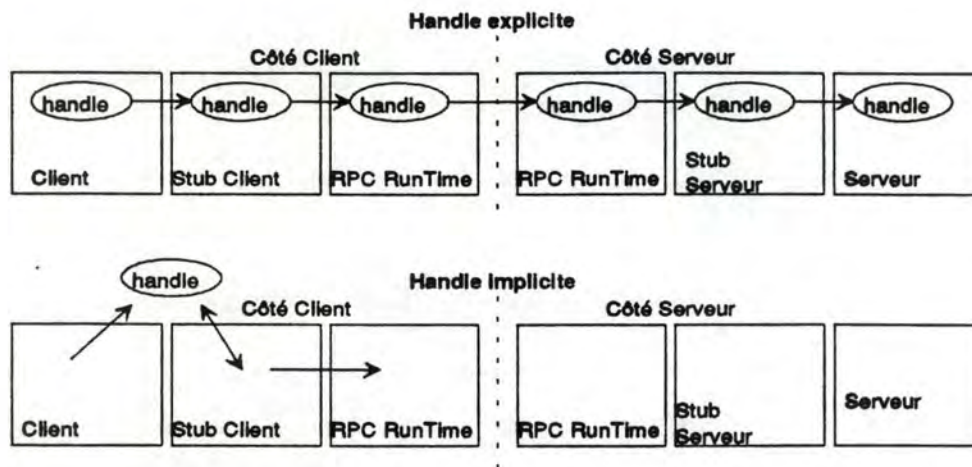 Handle explicite
Côté Client
Côté Serveur
handle
handle
handle
handle
handle
handle
Client
Stub Client
RPC RunTime
RPC RunTime
Stub
Serveur
Serveur
handle
Handle implicite
Côté Client
Côté Serveur
Client
Stub Client
RPC RunTime
RPC RunTime
Stub
Serveur
Serveur